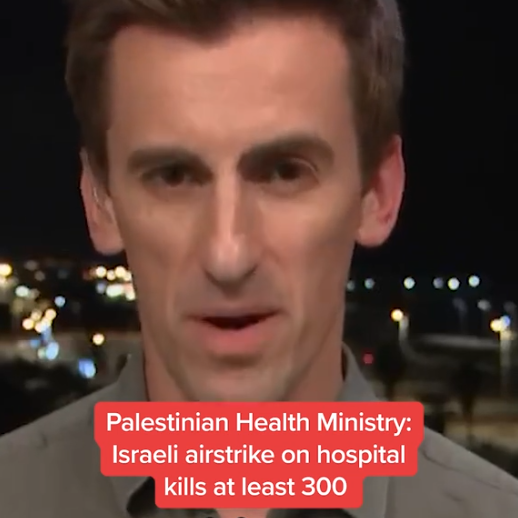 Palestinian Health Ministry:
Israeli airstrike on hospital
kills at least 300